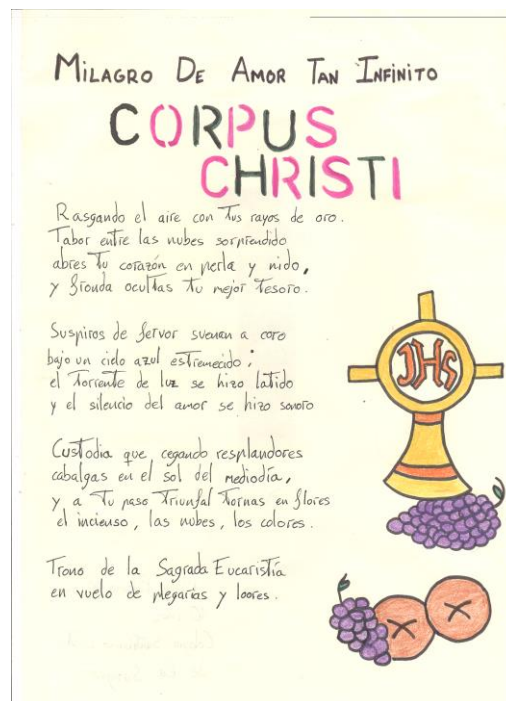 MILAGRO DE AMOR TAN INFINITO
CORPUS
CHRISTI
Rasgando el aire con Tus rayos de oro.
Tabor entre las nubes sorprendido
abres Tu corazón en perla y nido,
y fronda ocultas Tu mejor Tesoro.
Suspiros de fervor suenan a coro
bajo un cielo azul estremecido;
el Torrente de luz se hizo latido
y el silencio del amor se hizo sonoro
Custodia que cegando resplandores
cabalgas en el sol del mediodía,
y a Tu paso Triunfal Tornas en flores
el incienso, las nubes, los colores.
Trono de la Sagrada Eucaristía
en vuelo de plegarias y loores.
JHS